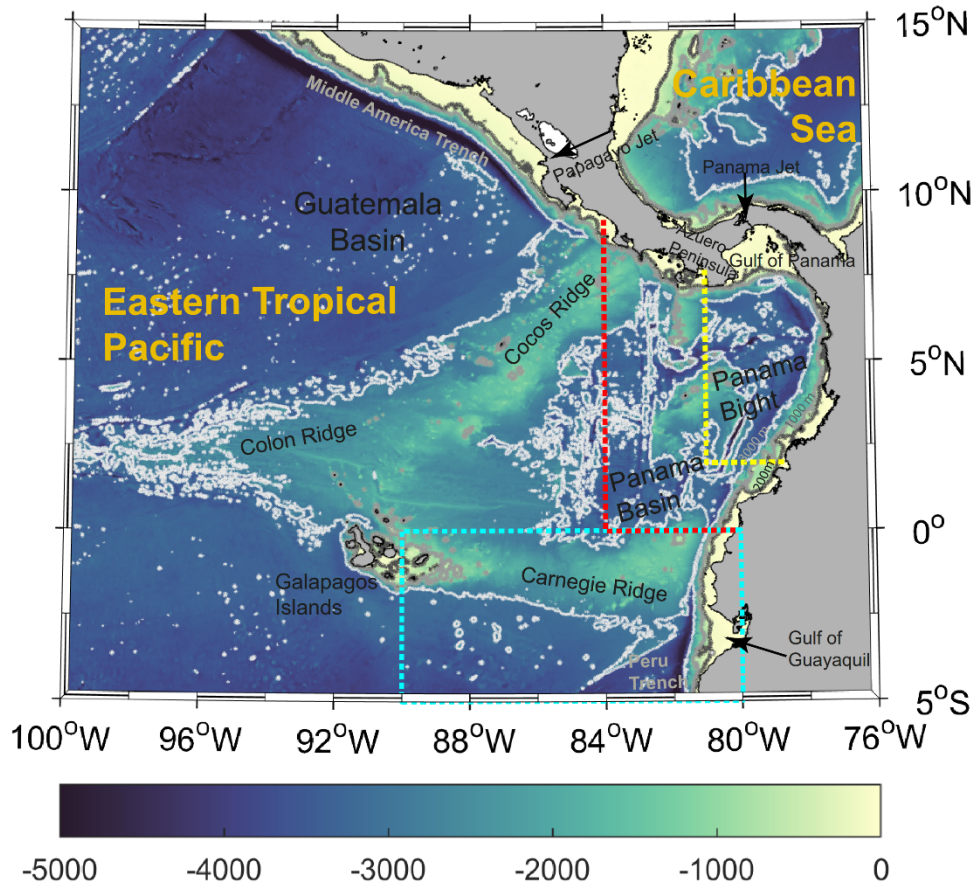 15°N
Caribbean
Sea
Middle America Trench
Papagayo Jet
Panama Jet
10°N
Guatemala
Basin
Azuero
Peninsula
Gulf of Panama
Eastern Tropical
Pacific
Cocos Ridge
5°N
Panama
Bight
1000 m
Colon Ridge
200m
Panama
Basin
0°
Galapagos
Islands
Carnegie Ridge
Gulf of
Guayaquil
Peru
Trench
5°S
100°W 96°W 92°W 88°W 84°W 80°W 76°W
-5000 -4000 -3000 -2000 -1000 0